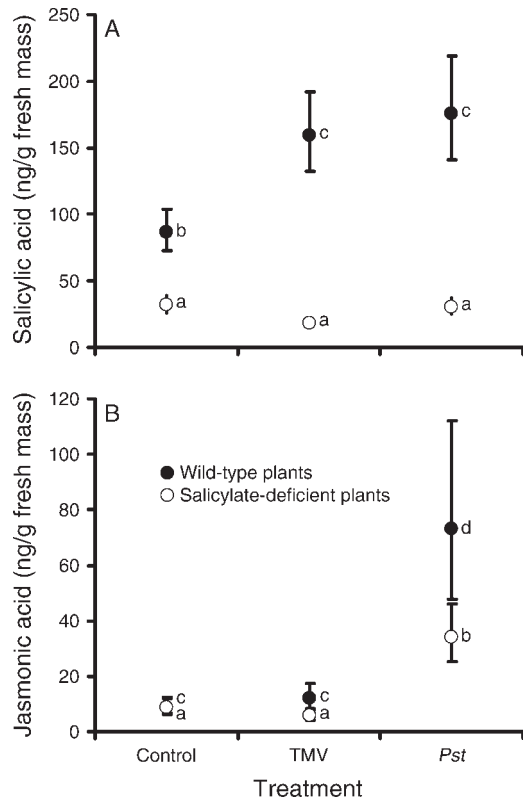 A
Salicylic acid (ng/g fresh mass)
250
200
150
100
50
0
b
a
c
a
c
a
B
Jasmonic acid (ng/g fresh mass)
120
100
80
60
40
20
0
Wild-type plants
Salicylate-deficient plants
c
a
c
a
d
b
Control TMV Pst
Treatment